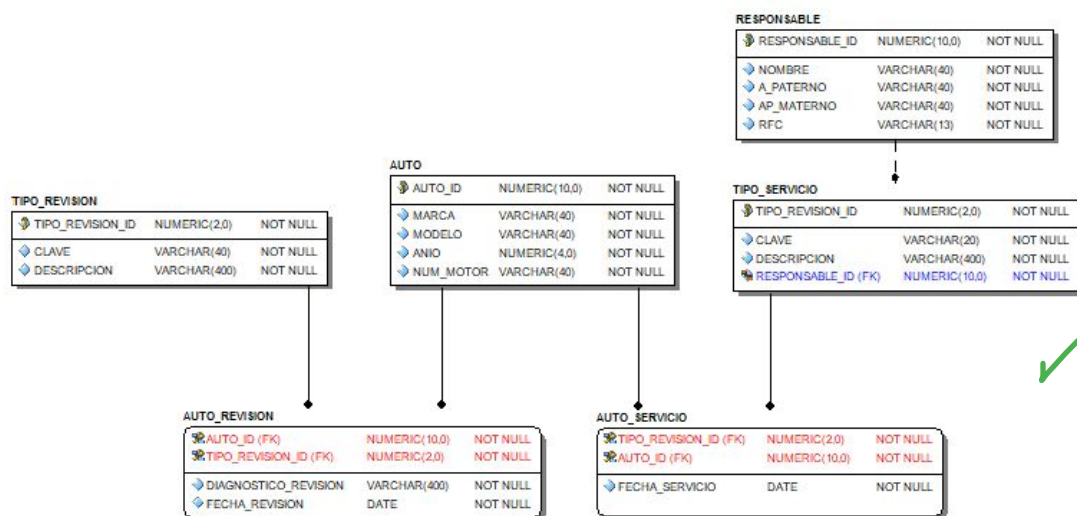 RESPONSABLE
RESPONSABLE_ID NUMERIC(10,0) NOT NULL
NOMBRE VARCHAR(40) NOT NULL
A_PATERNO VARCHAR(40) NOT NULL
AP_MATERNO VARCHAR(40) NOT NULL
RFC VARCHAR(13) NOT NULL
AUTO
AUTO_ID NUMERIC(10,0) NOT NULL
MARCA VARCHAR(40) NOT NULL
MODELO VARCHAR(40) NOT NULL
ANIO NUMERIC(4,0) NOT NULL
NUM_MOTOR VARCHAR(40) NOT NULL
TIPO_REVISION
TIPO_REVISION_ID NUMERIC(2,0) NOT NULL
CLAVE VARCHAR(40) NOT NULL
DESCRIPCION VARCHAR(400) NOT NULL
TIPO_SERVICIO
TIPO_REVISION_ID NUMERIC(2,0) NOT NULL
CLAVE VARCHAR(20) NOT NULL
DESCRIPCION VARCHAR(400) NOT NULL
RESPONSABLE_ID (FK) NUMERIC(10,0) NOT NULL
AUTO_REVISION
AUTO_ID (FK) NUMERIC(10,0) NOT NULL
TIPO_REVISION_ID (FK) NUMERIC(2,0) NOT NULL
DIAGNOSTICO_REVISION VARCHAR(400) NOT NULL
FECHA_REVISION DATE NOT NULL
AUTO_SERVICIO
TIPO_REVISION_ID (FK) NUMERIC(2,0) NOT NULL
AUTO_ID (FK) NUMERIC(10,0) NOT NULL
FECHA_SERVICIO DATE NOT NULL